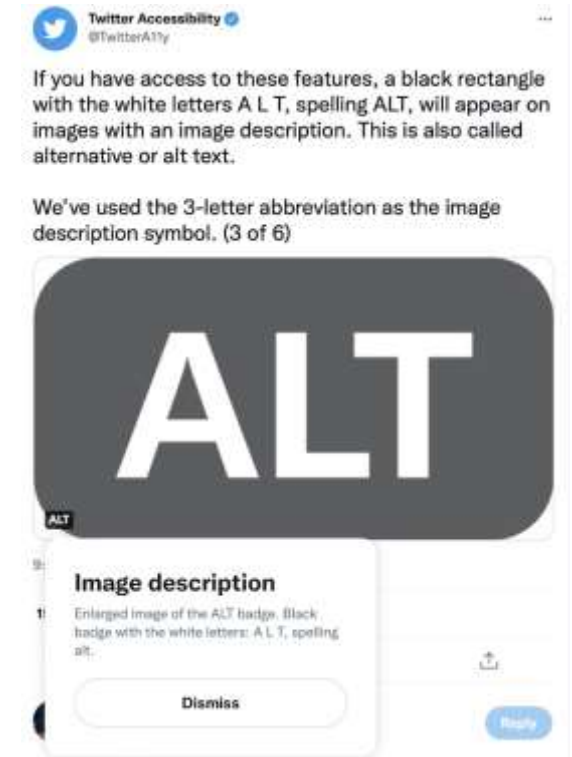 Twitter Accessibility
@TwitterA11y
If you have access to these features, a black rectangle
with the white letters A L T, spelling ALT, will appear on
images with an image description. This is also called
alternative or alt text.
We've used the 3-letter abbreviation as the image
description symbol. (3 of 6)
ALT
ALT
Image description
Enlarged image of the ALT badge. Black
badge with the white letters: A L T, spelling
alt.
Dismiss
Reply